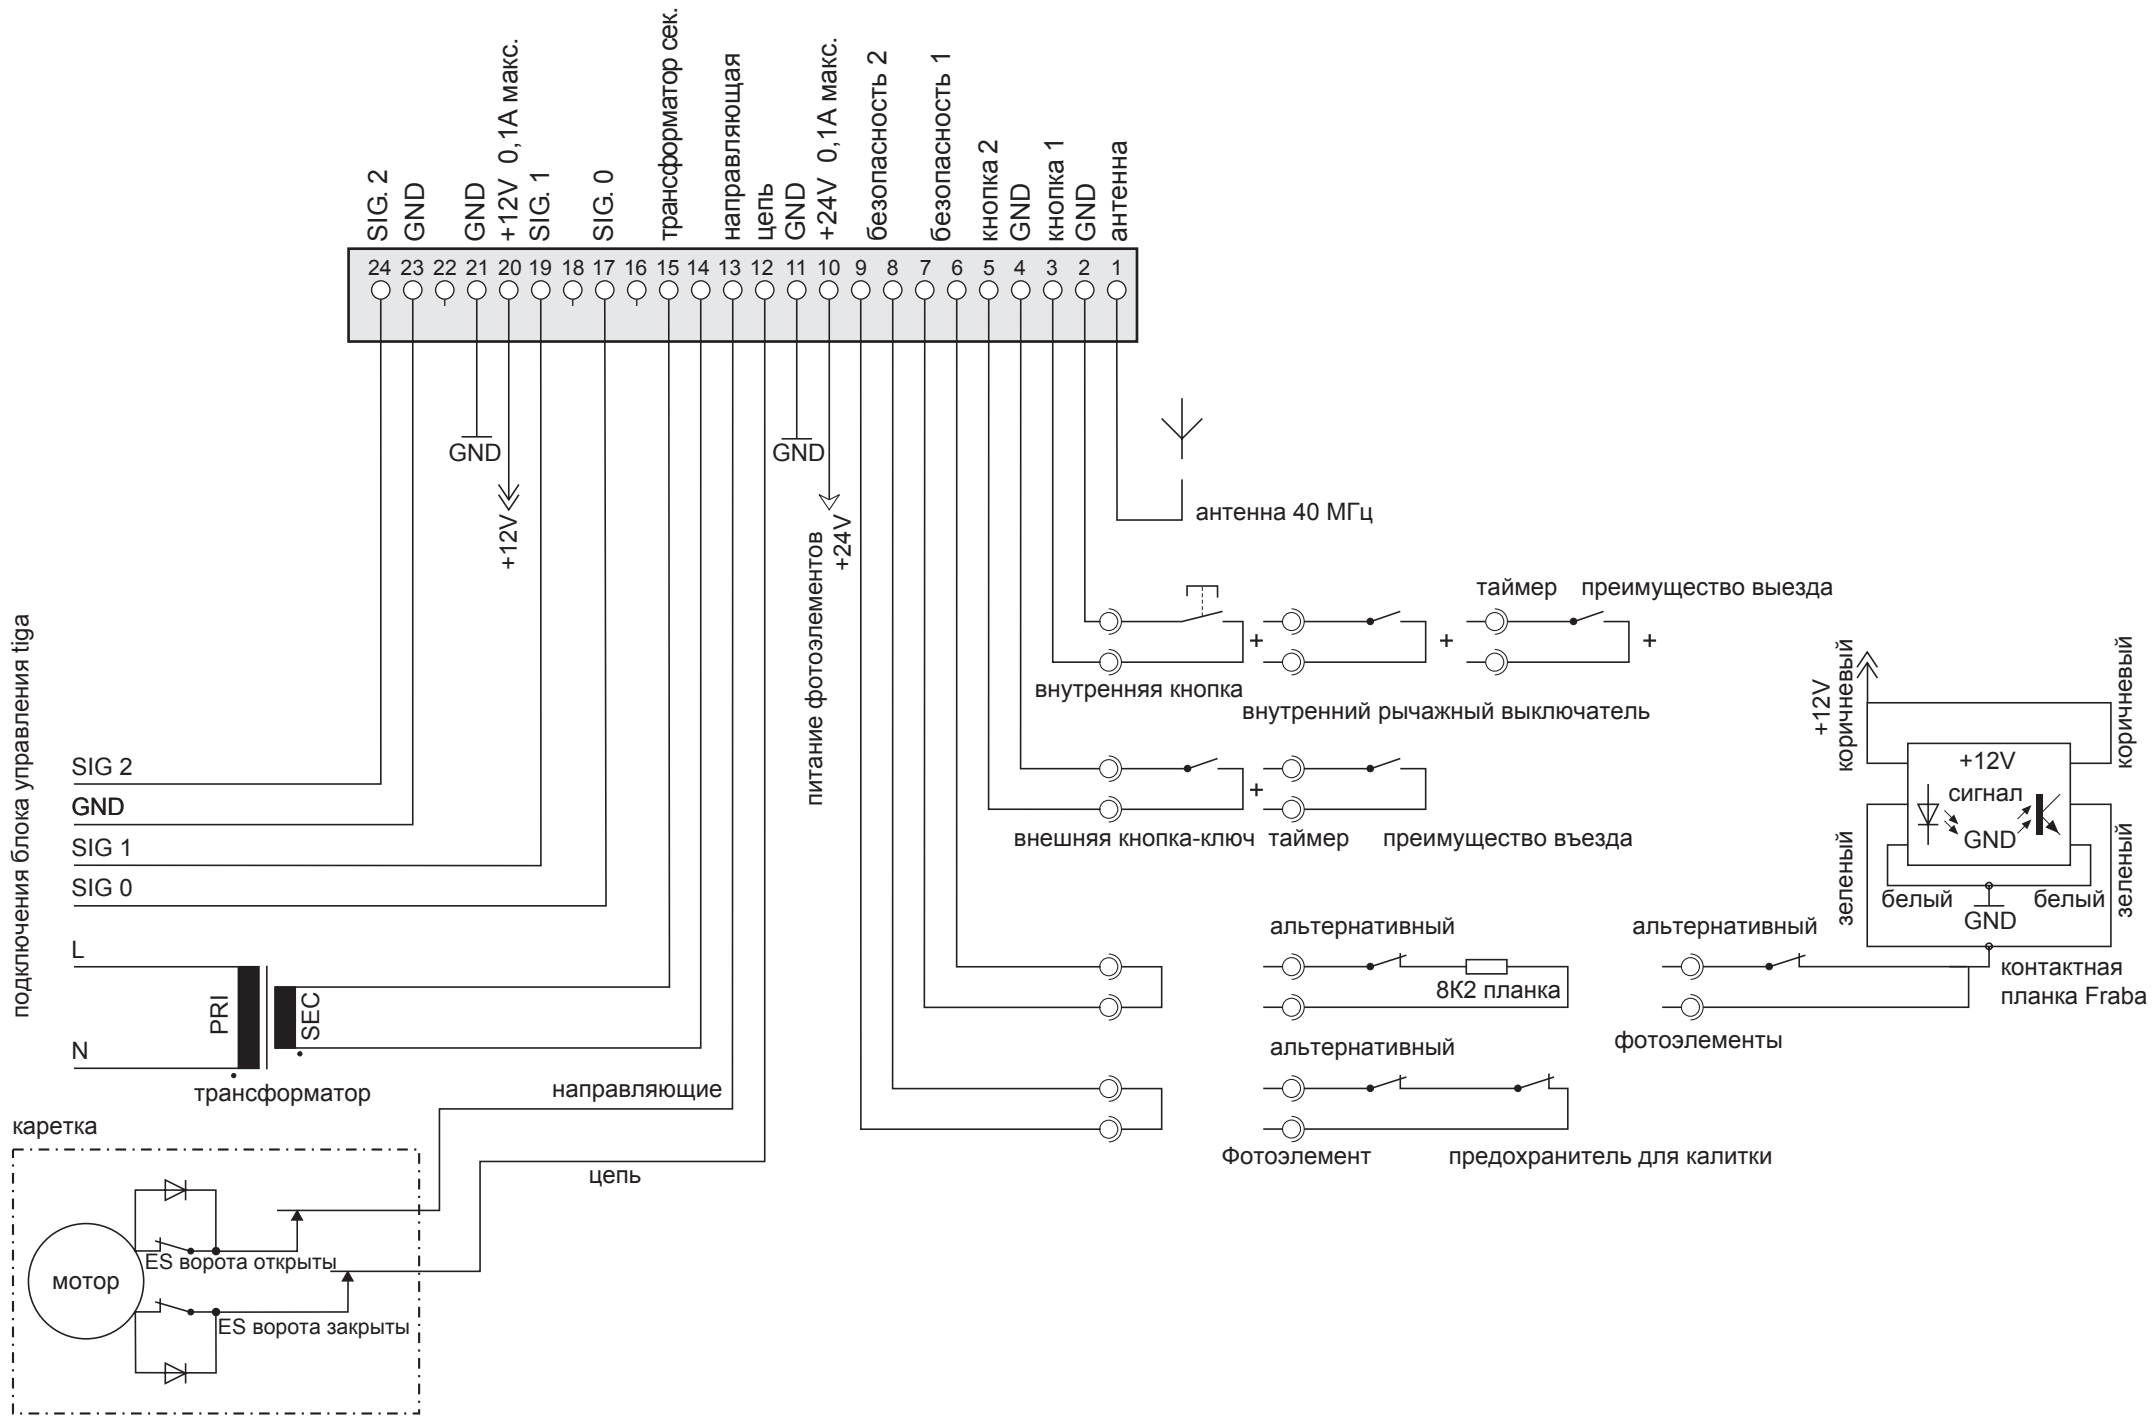 SIG. 2
GND
GND
+12V 0,1A макс.
SIG. 1
SIG. 0
трансформатор сек.
направляющая
цепь
GND
+24V 0,1A макс.
безопасность 2
безопасность 1
кнопка 2
GND
кнопка 1
GND
антенна
24 23 22 21 20 19 18 17 16 15 14 13 12 11 10 9 8 7 6 5 4 3 2 1
GND
+12V
GND
+24V
питание фотоэлементов
антенна 40 МГц
таймер
преимущество выезда
+
+
+
внутренняя кнопка
внутренний рычажный выключатель
+
внешняя кнопка-ключ
таймер
преимущество въезда
+12V
коричневый
коричневый
+12V
сигнал
GND
зеленый
зеленый
белый
белый
GND
альтернативный
8К2 планка
альтернативный
контактная
планка Fraba
фотоэлементы
альтернативный
Фотоэлемент
предохранитель для калитки
подключения блока управления tiga
SIG 2
GND
SIG 1
SIG 0
L
PRI
SEC
N
трансформатор
направляющие
цепь
каретка
мотор
ES ворота открыты
ES ворота закрыты